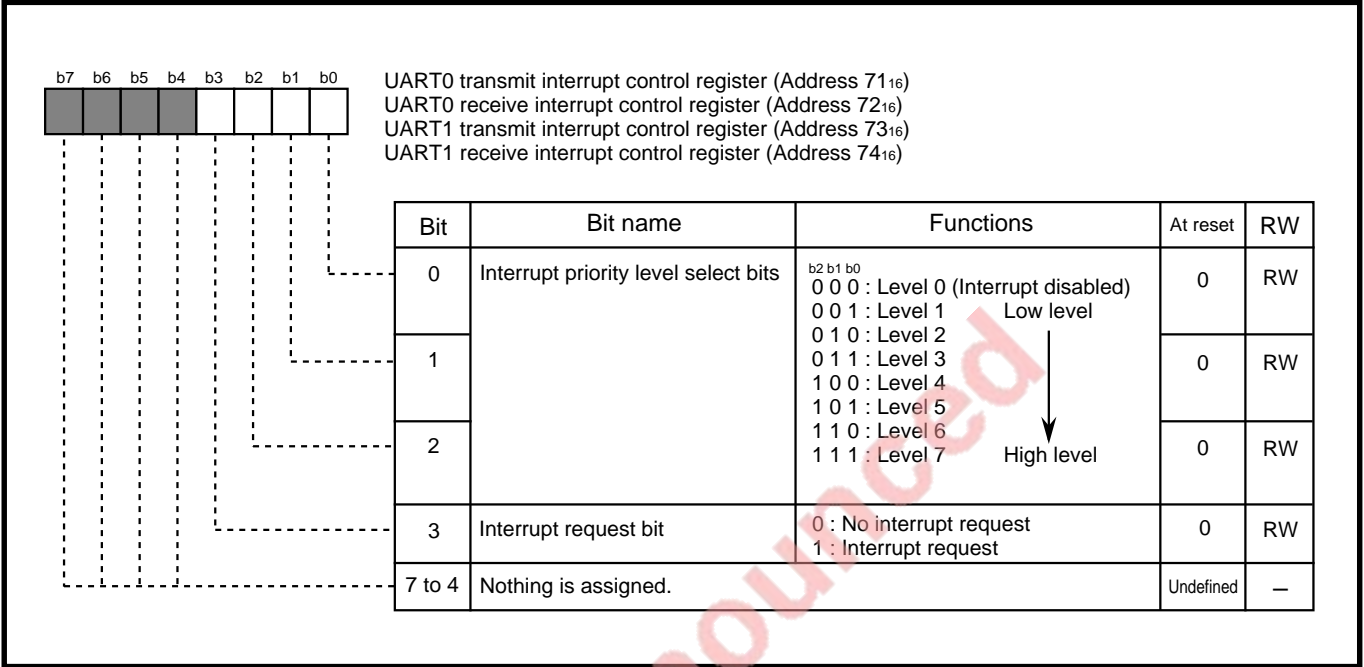 b7 b6 b5 b4 b3 b2 b1 b0
UART0 transmit interrupt control register (Address 71₁₆)
UART0 receive interrupt control register (Address 72₁₆)
UART1 transmit interrupt control register (Address 73₁₆)
UART1 receive interrupt control register (Address 74₁₆)
Bit Bit name Functions At reset RW
0 Interrupt priority level select bits b2 b1 b0 0 RW
0 0 0 : Level 0 (Interrupt disabled)
0 0 1 : Level 1 Low level
0 1 0 : Level 2
1 0 1 1 : Level 3 0 RW
1 0 0 : Level 4
1 0 1 : Level 5
2 1 1 0 : Level 6 0 RW
1 1 1 : Level 7 High level
3 Interrupt request bit 0 : No interrupt request 0 RW
1 : Interrupt request
7 to 4 Nothing is assigned. Undefined –
ounced